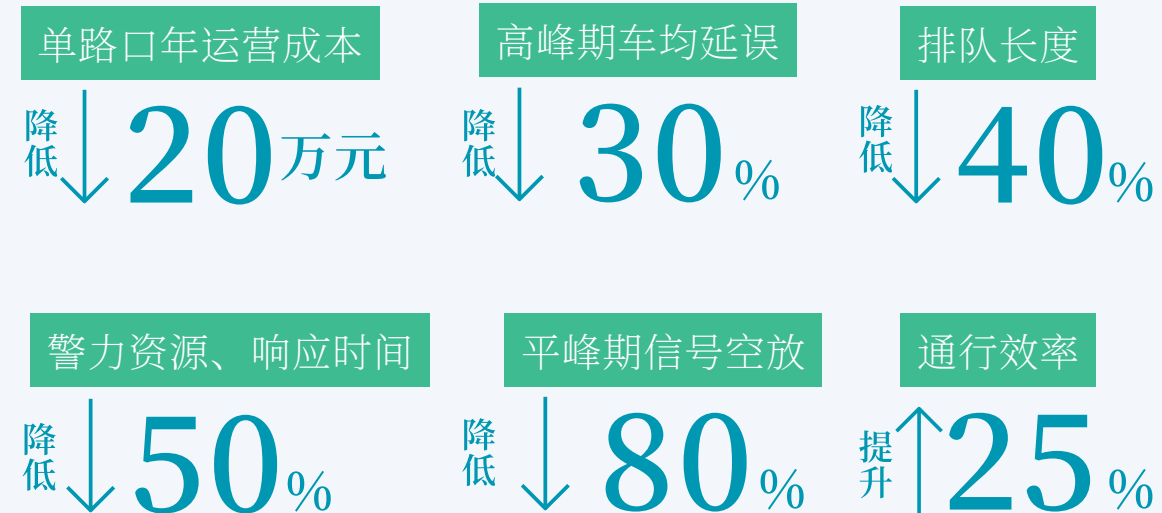 单路口年运营成本
降低
20万元
高峰期车均延误
降低
30%
排队长度
降低
40%
警力资源、响应时间
降低
50%
平峰期信号空放
降低
80%
通行效率
提升
25%